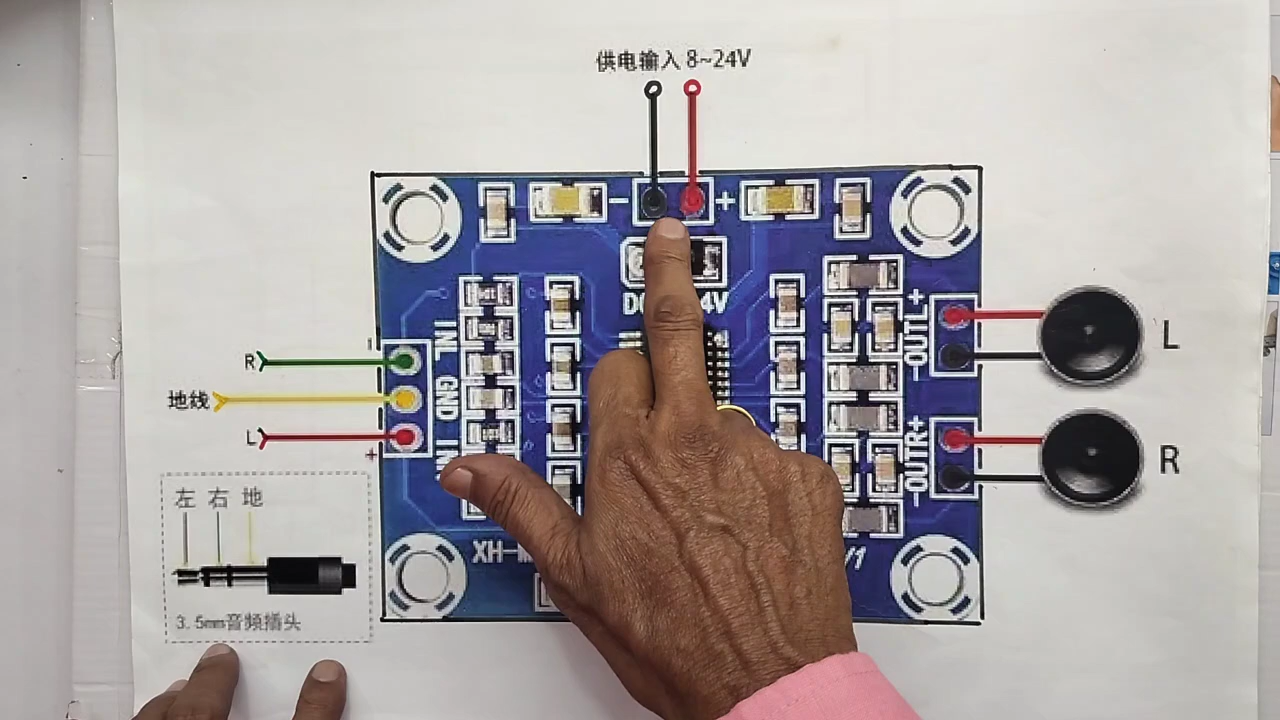 供电输入 8~24V
− +
R
地线
L
INL
GND
OUTL+
−
L
OUTR+
−
R
左 右 地
3.5mm音频插头